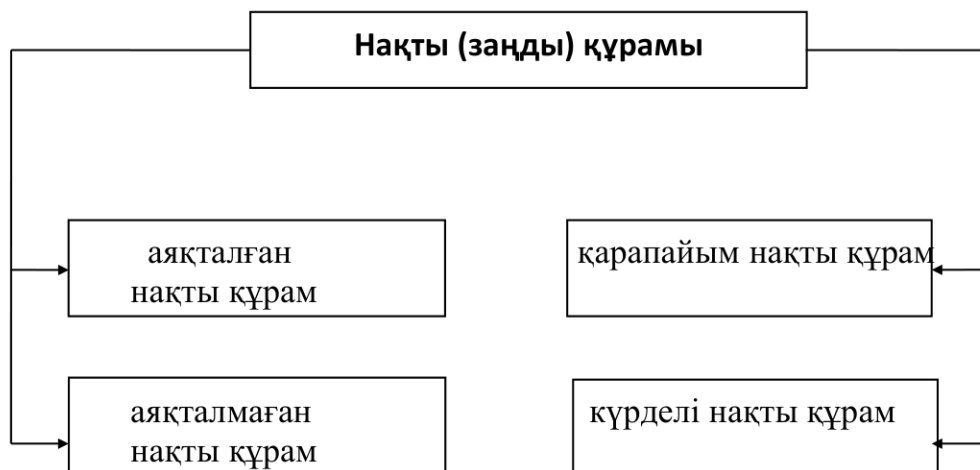 Нақты (заңды) құрамы
аяқталған
нақты құрам
қарапайым нақты құрам
аяқталмаған
нақты құрам
күрделі нақты құрам